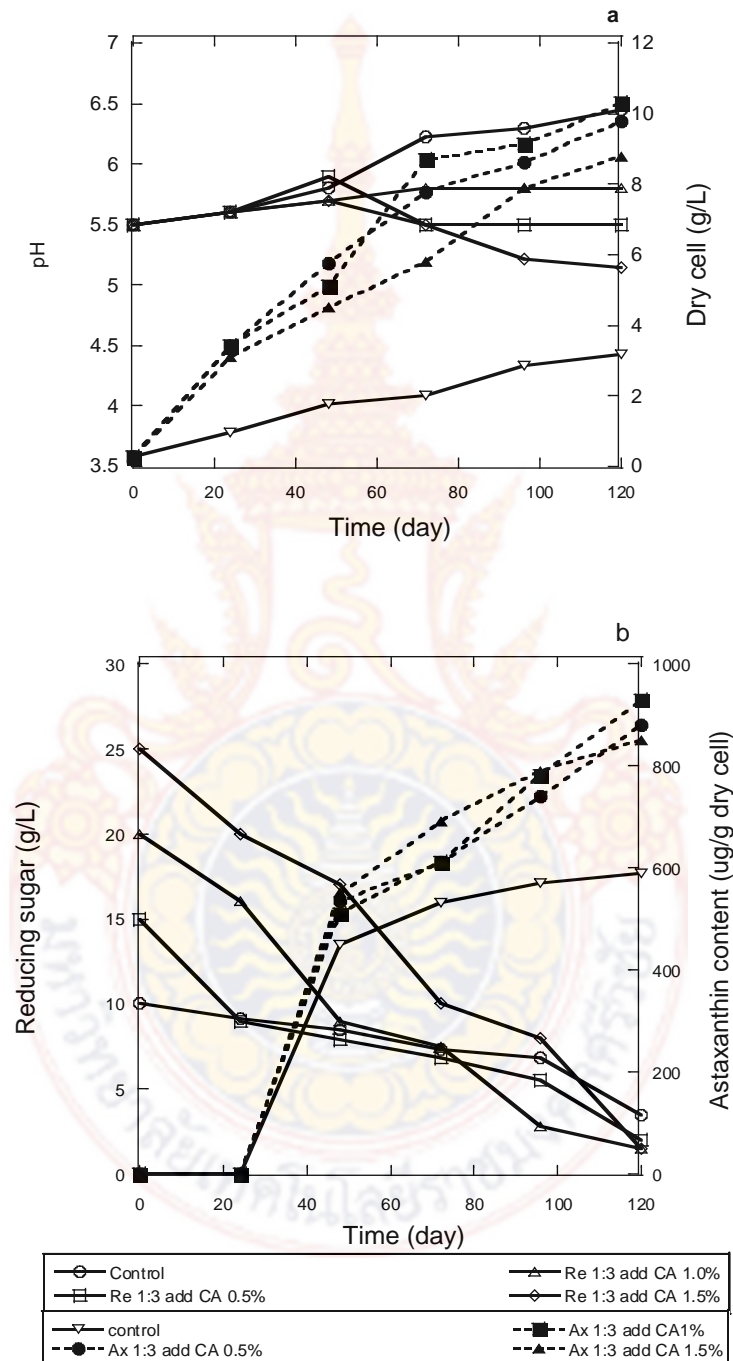 a
7
6.5
6
5.5
5
4.5
4
3.5
pH
12
10
8
6
4
2
0
Dry cell (g/L)
0 20 40 60 80 100 120
Time (day)
b
30
25
20
15
10
5
0
Reducing sugar (g/L)
1000
800
600
400
200
0
Astaxanthin content (ug/g dry cell)
0 20 40 60 80 100 120
Time (day)
Control
Re 1:3 add CA 0.5%
Re 1:3 add CA 1.0%
Re 1:3 add CA 1.5%
control
Ax 1:3 add CA 0.5%
Ax 1:3 add CA1%
Ax 1:3 add CA 1.5%